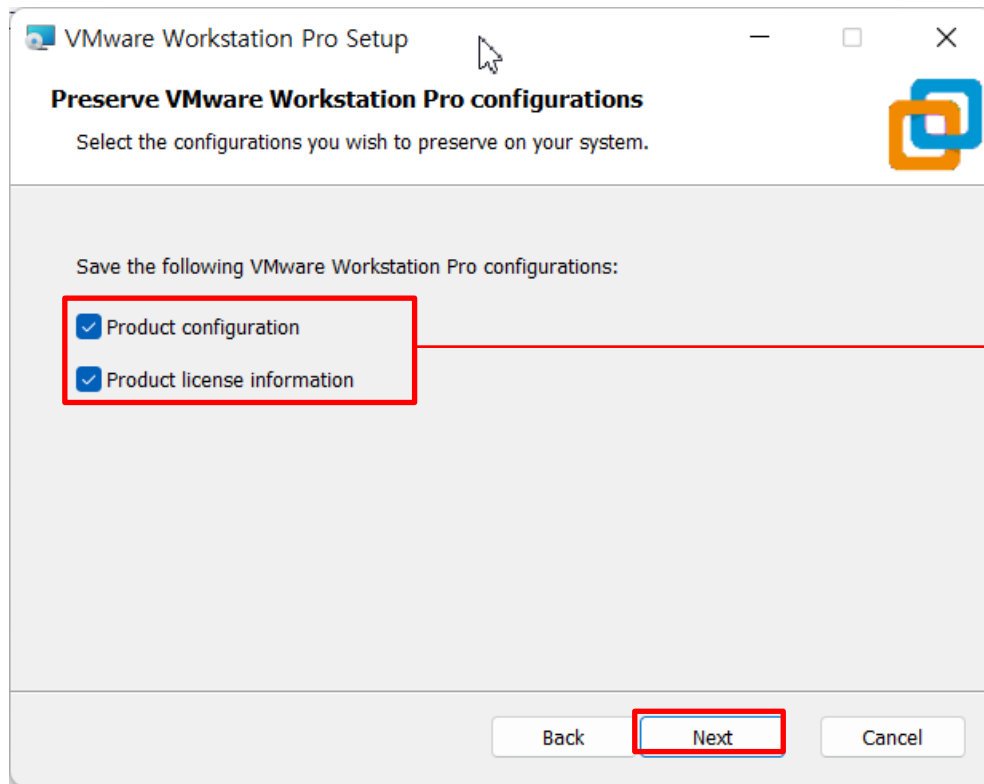 VMware Workstation Pro Setup
Preserve VMware Workstation Pro configurations
Select the configurations you wish to preserve on your system.
Save the following VMware Workstation Pro configurations:
Product configuration
Product license information
Back Next Cancel